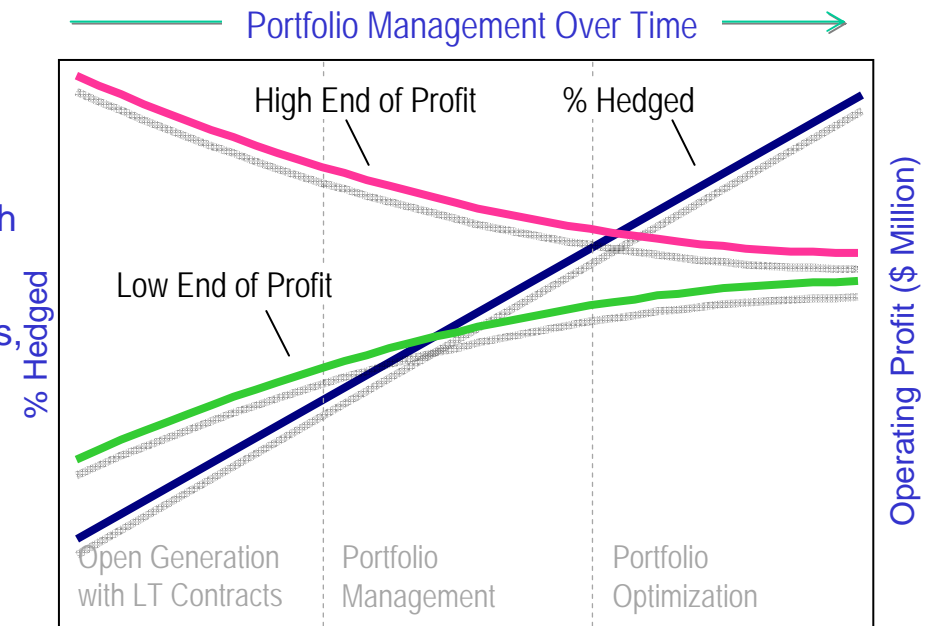 Portfolio Management Over Time
High End of Profit
% Hedged
Low End of Profit
h
s,
% Hedged
Operating Profit ($ Million)
Open Generation
with LT Contracts
Portfolio
Management
Portfolio
Optimization